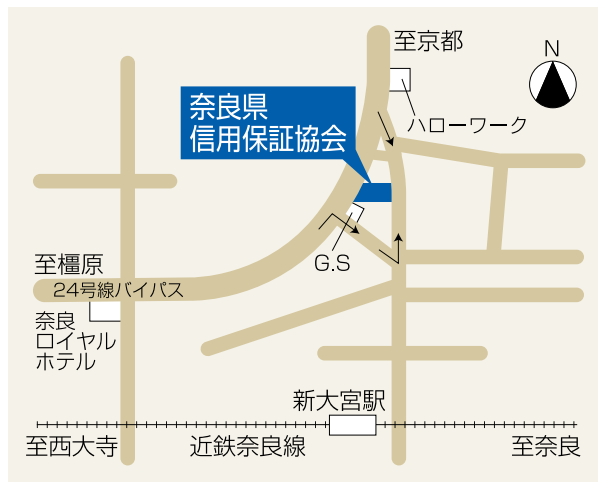 至京都
N
奈良県
信用保証協会
ハローワーク
G.S
至橿原
24号線バイパス
奈良
ロイヤル
ホテル
新大宮駅
至西大寺
近鉄奈良線
至奈良